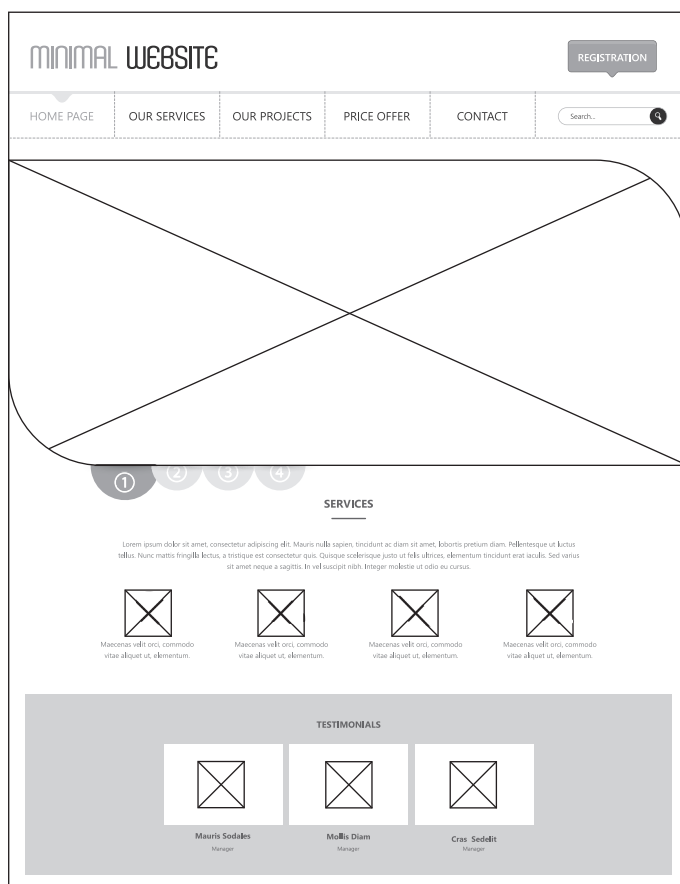 MINIMAL WEBSITE
REGISTRATION
HOME PAGE
OUR SERVICES
OUR PROJECTS
PRICE OFFER
CONTACT
Search...
1
2
3
4
SERVICES
Lorem ipsum dolor sit amet, consectetur adipiscing elit. Mauris nulla sapien, tincidunt ac diam sit amet, lobortis pretium diam. Pellentesque ut luctus
tellus. Nunc mattis fringilla lectus, a tristique est consectetur quis. Quisque scelerisque justo ut felis ultrices, elementum tincidunt erat iaculis. Sed varius
sit amet neque a sagittis. In vel suscipit nibh. Integer molestie ut odio eu cursus.
Maecenas velit orci, commodo
vitae aliquet ut, elementum.
Maecenas velit orci, commodo
vitae aliquet ut, elementum.
Maecenas velit orci, commodo
vitae aliquet ut, elementum.
Maecenas velit orci, commodo
vitae aliquet ut, elementum.
TESTIMONIALS
Mauris Sodales
Manager
Mollis Diam
Manager
Cras Sedelit
Manager